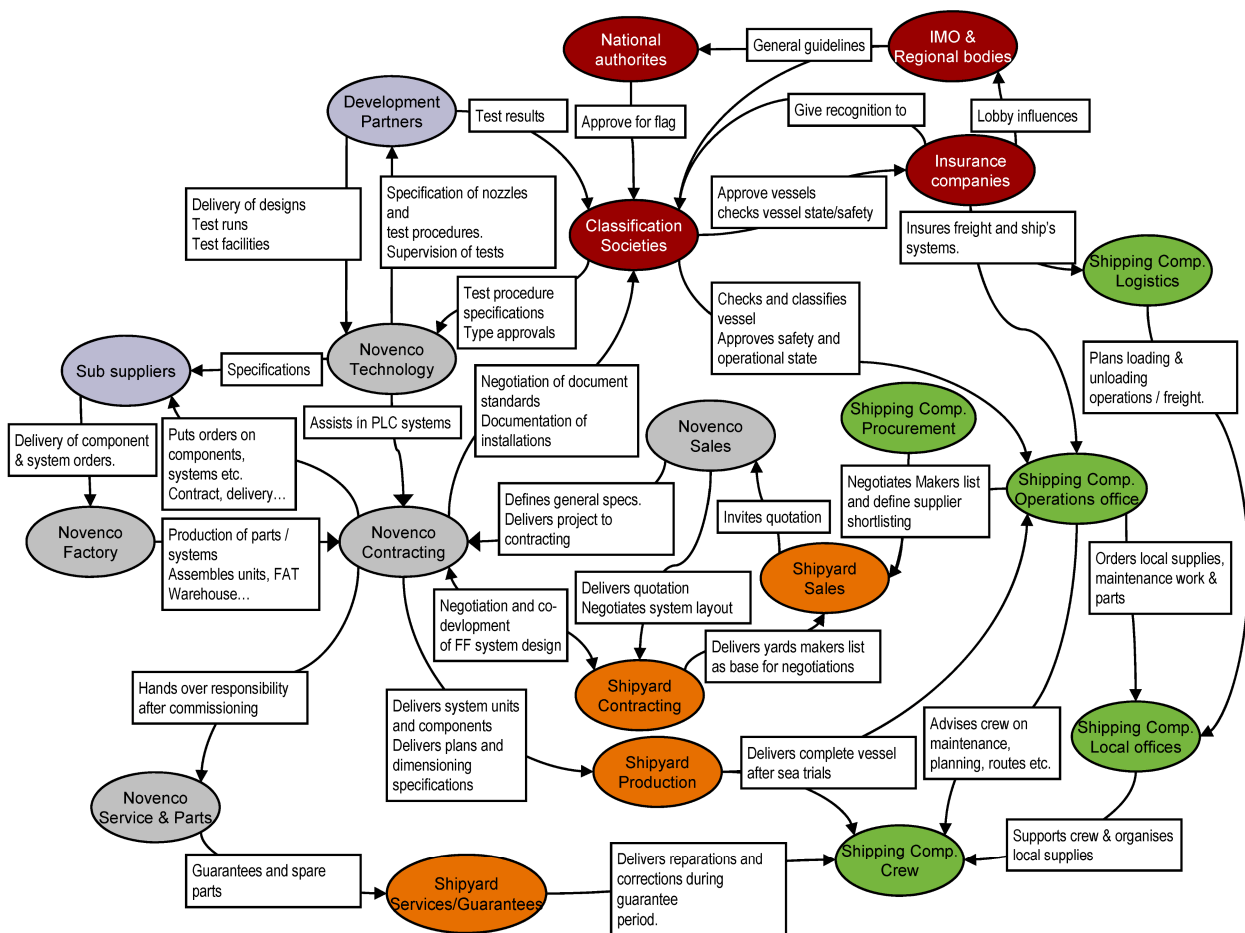 National
authorites
General guidelines
IMO &
Regional bodies
Development
Partners
Test results
Approve for flag
Give recognition to
Lobby influences
Insurance
companies
Delivery of designs
Test runs
Test facilities
Specification of nozzles
and
test procedures.
Supervision of tests
Classification
Societies
Approve vessels
checks vessel state/safety
Insures freight and ship's
systems.
Shipping Comp.
Logistics
Test procedure
specifications
Type approvals
Checks and classifies
vessel
Approves safety and
operational state
Sub suppliers
Specifications
Novenco
Technology
Negotiation of document
standards
Documentation of
installations
Plans loading &
unloading
operations / freight.
Delivery of component
& system orders.
Puts orders on
components,
systems etc.
Contract, delivery…
Assists in PLC systems
Novenco
Sales
Shipping Comp.
Procurement
Negotiates Makers list
and define supplier
shortlisting
Shipping Comp.
Operations office
Novenco
Factory
Production of parts /
systems
Assembles units, FAT
Warehouse…
Novenco
Contracting
Defines general specs.
Delivers project to
contracting
Invites quotation
Shipyard
Sales
Orders local supplies,
maintenance work &
parts
Negotiation and co-
devlopment
of FF system design
Delivers quotation
Negotiates system layout
Delivers yards makers list
as base for negotiations
Shipyard
Contracting
Hands over responsibility
after commissioning
Delivers system units
and components
Delivers plans and
dimensioning
specifications
Shipyard
Production
Delivers complete vessel
after sea trials
Advises crew on
maintenance,
planning, routes etc.
Shipping Comp.
Local offices
Novenco
Service & Parts
Guarantees and spare
parts
Shipyard
Services/Guarantees
Delivers reparations and
corrections during
guarantee
period.
Shipping Comp.
Crew
Supports crew & organises
local supplies